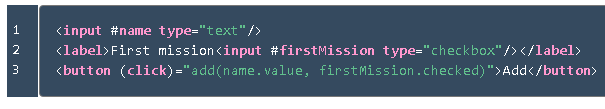 1 <input #name type="text"/>
2 <label>First mission<input #firstMission type="checkbox"/></label>
3 <button (click)="add(name.value, firstMission.checked)">Add</button>